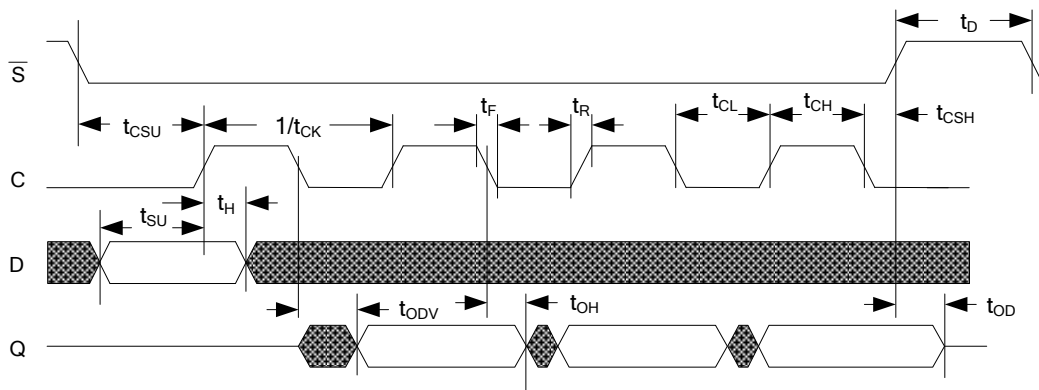 tD
S̅
tF tR tCL tCH
tCSU 1/tCK tCSH
C
tSU tH
D
tODV tOH tOD
Q